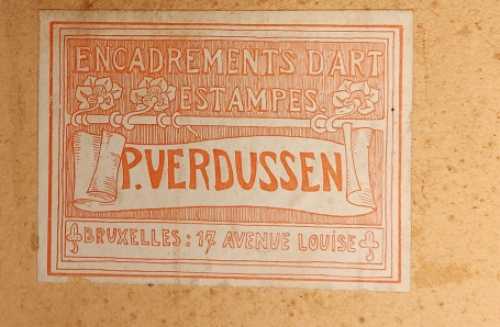 ENCADREMENTS D'ART
ESTAMPES.
P.VERDUSSEN
BRUXELLES: 17 AVENUE LOUISE